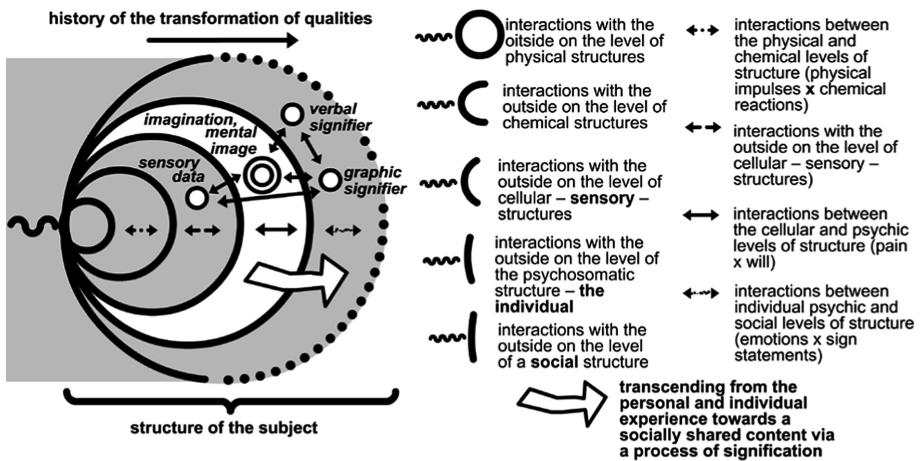 history of the transformation of qualities
imagination,
mental
image
verbal
signifier
sensory
data
graphic
signifier
structure of the subject
interactions with the
oitside on the level of
physical structures
interactions with the
outside on the level of
chemical structures
interactions with the
outside on the level of
cellular – sensory –
structures
interactions with the
outside on the level of
the psychosomatic
structure – the
individual
interactions with the
outside on the level
of a social structure
interactions between
the physical and
chemical levels of
structure (physical
impulses x chemical
reactions)
interactions with the
outside on the level of
cellular – sensory –
structures)
interactions between
the cellular and psychic
levels of structure (pain
x will)
interactions between
individual psychic and
social levels of structure
(emotions x sign
statements)
transcending from the
personal and individual
experience towards a
socially shared content via
a process of signification